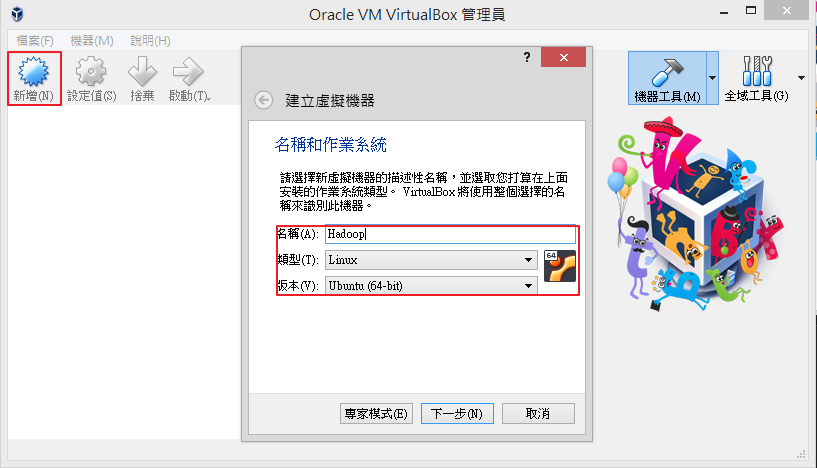 Oracle VM VirtualBox 管理員
檔案(F) 機器(M) 說明(H)
新增(N) 設定值(S) 捨棄 啟動(T) 機器工具(M) 全域工具(G)
?
建立虛擬機器
名稱和作業系統
請選擇新虛擬機器的描述性名稱，並選取您打算在上面
安裝的作業系統類型。 VirtualBox 將使用整個選擇的名
稱來識別此機器。
名稱(A): Hadoop
類型(T): Linux
64
版本(V): Ubuntu (64-bit)
專家模式(E) 下一步(N) 取消